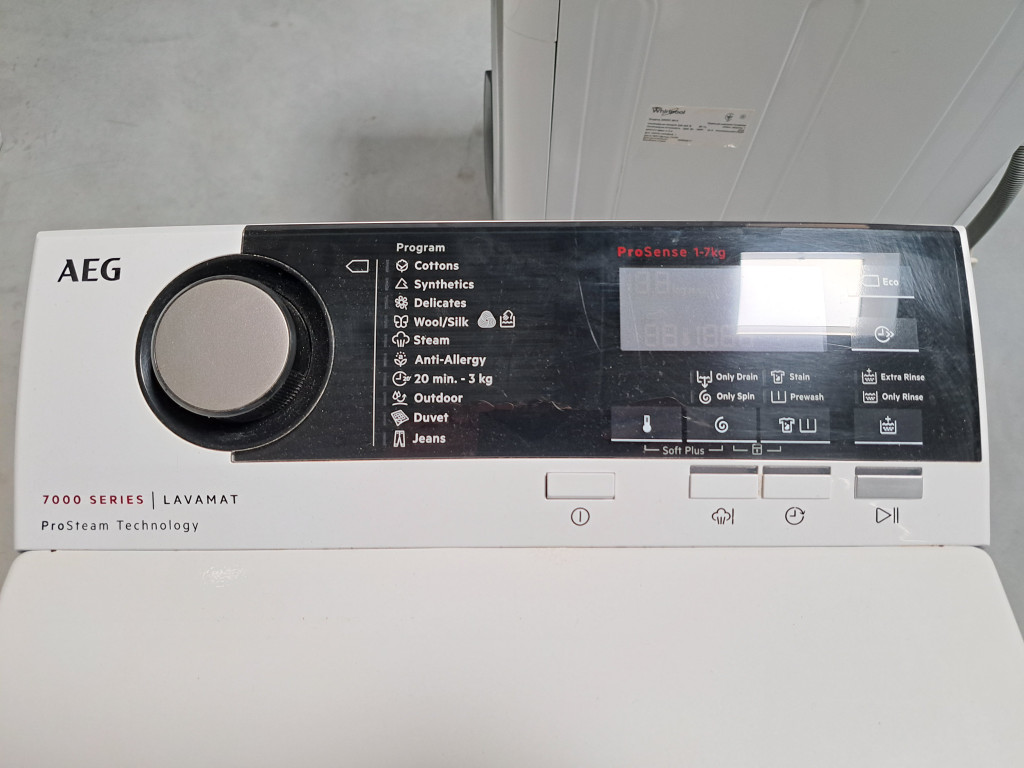 Whirlpool
AEG
Program
Cottons
Synthetics
Delicates
Wool/Silk
Steam
Anti-Allergy
20 min. - 3 kg
Outdoor
Duvet
Jeans
ProSense 1-7kg
Eco
Only Drain
Stain
Extra Rinse
Only Spin
Prewash
Only Rinse
Soft Plus
7000 SERIES | LAVAMAT
ProSteam Technology